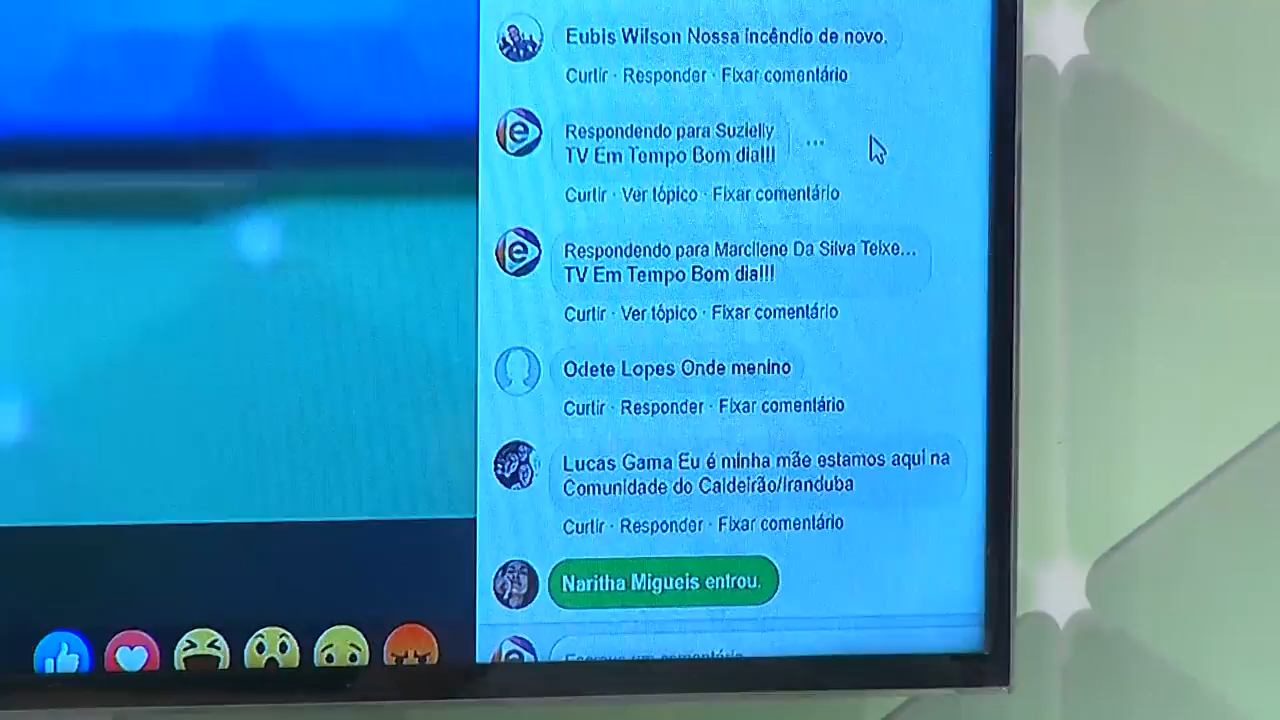 Eubis Wilson Nossa incêndio de novo.
Curtir · Responder · Fixar comentário
Respondendo para Suzielly
TV Em Tempo Bom dia!!!
...
Curtir · Ver tópico · Fixar comentário
Respondendo para Marcilene Da Silva Teixe...
TV Em Tempo Bom dia!!!
Curtir · Ver tópico · Fixar comentário
Odete Lopes Onde menino
Curtir · Responder · Fixar comentário
Lucas Gama Eu é minha mãe estamos aqui na
Comunidade do Caldeirão/Iranduba
Curtir · Responder · Fixar comentário
Naritha Migueis entrou.
Escreva um comentário